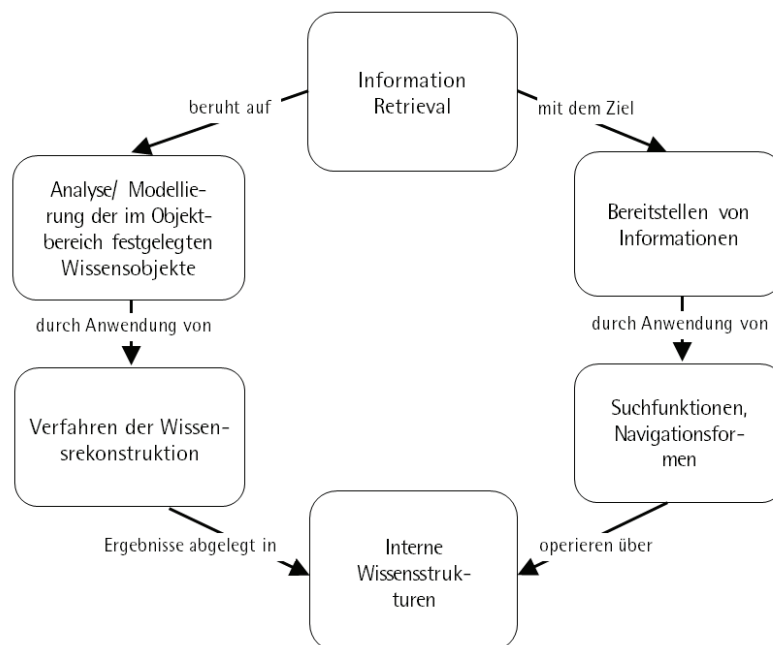 Information
Retrieval
beruht auf
mit dem Ziel
Analyse/ Modellie-
rung der im Objekt-
bereich festgelegten
Wissensobjekte
Bereitstellen von
Informationen
durch Anwendung von
durch Anwendung von
Verfahren der Wissen-
srekonstruktion
Suchfunktionen,
Navigationsfor-
men
Ergebnisse abgelegt in
operieren über
Interne
Wissensstruk-
turen